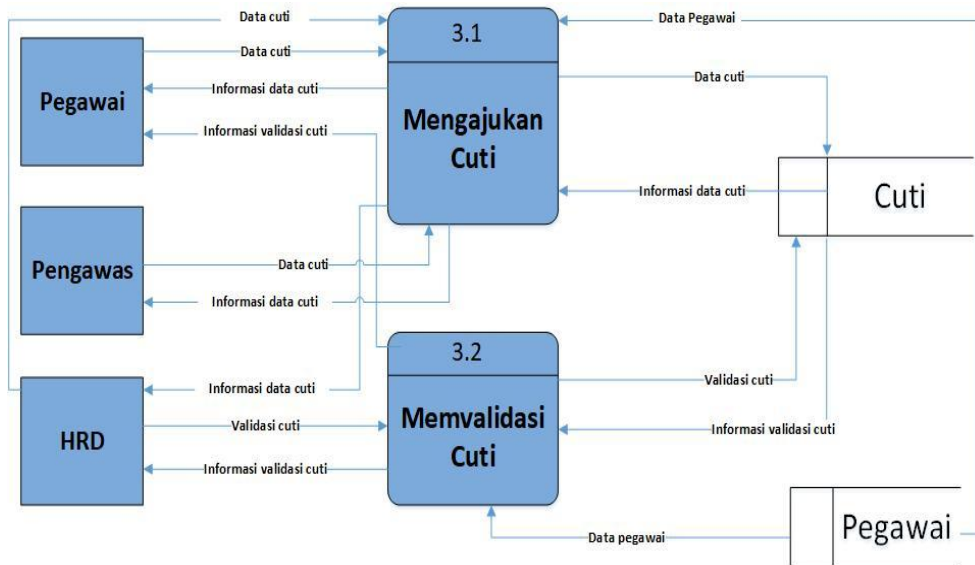 Data cuti
Data Pegawai
3.1
Data cuti
Data cuti
Informasi data cuti
Pegawai
Mengajukan
Cuti
Informasi validasi cuti
Informasi data cuti
Cuti
Pengawas
Data cuti
Informasi data cuti
3.2
Informasi data cuti
Validasi cuti
HRD
Validasi cuti
Memvalidasi
Cuti
Informasi validasi cuti
Informasi validasi cuti
Data pegawai
Pegawai